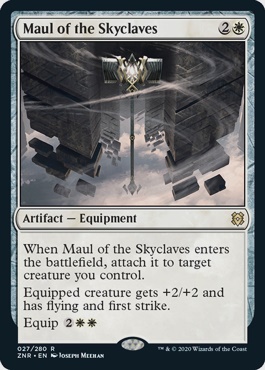 Maul of the Skyclaves 2
Artifact — Equipment
When Maul of the Skyclaves enters
the battlefield, attach it to target
creature you control.
Equipped creature gets +2/+2 and
has flying and first strike.
Equip 2
027/280 R
ZNR • EN JOSEPH MEEHAN
™ & © 2020 Wizards of the Coast